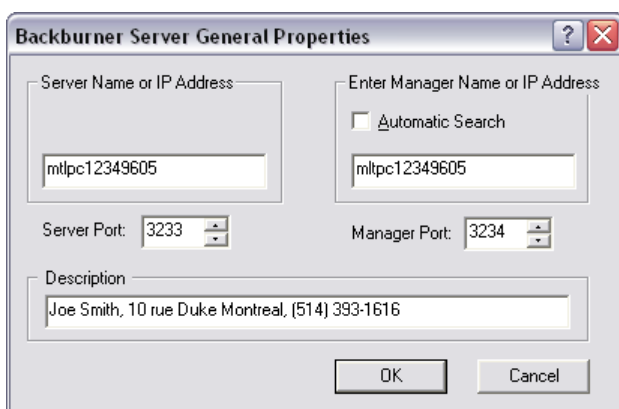 Backburner Server General Properties
Server Name or IP Address
Enter Manager Name or IP Address
Automatic Search
mtlpc12349605
mltpc12349605
Server Port: 3233
Manager Port: 3234
Description
Joe Smith, 10 rue Duke Montreal, (514) 393-1616
OK
Cancel